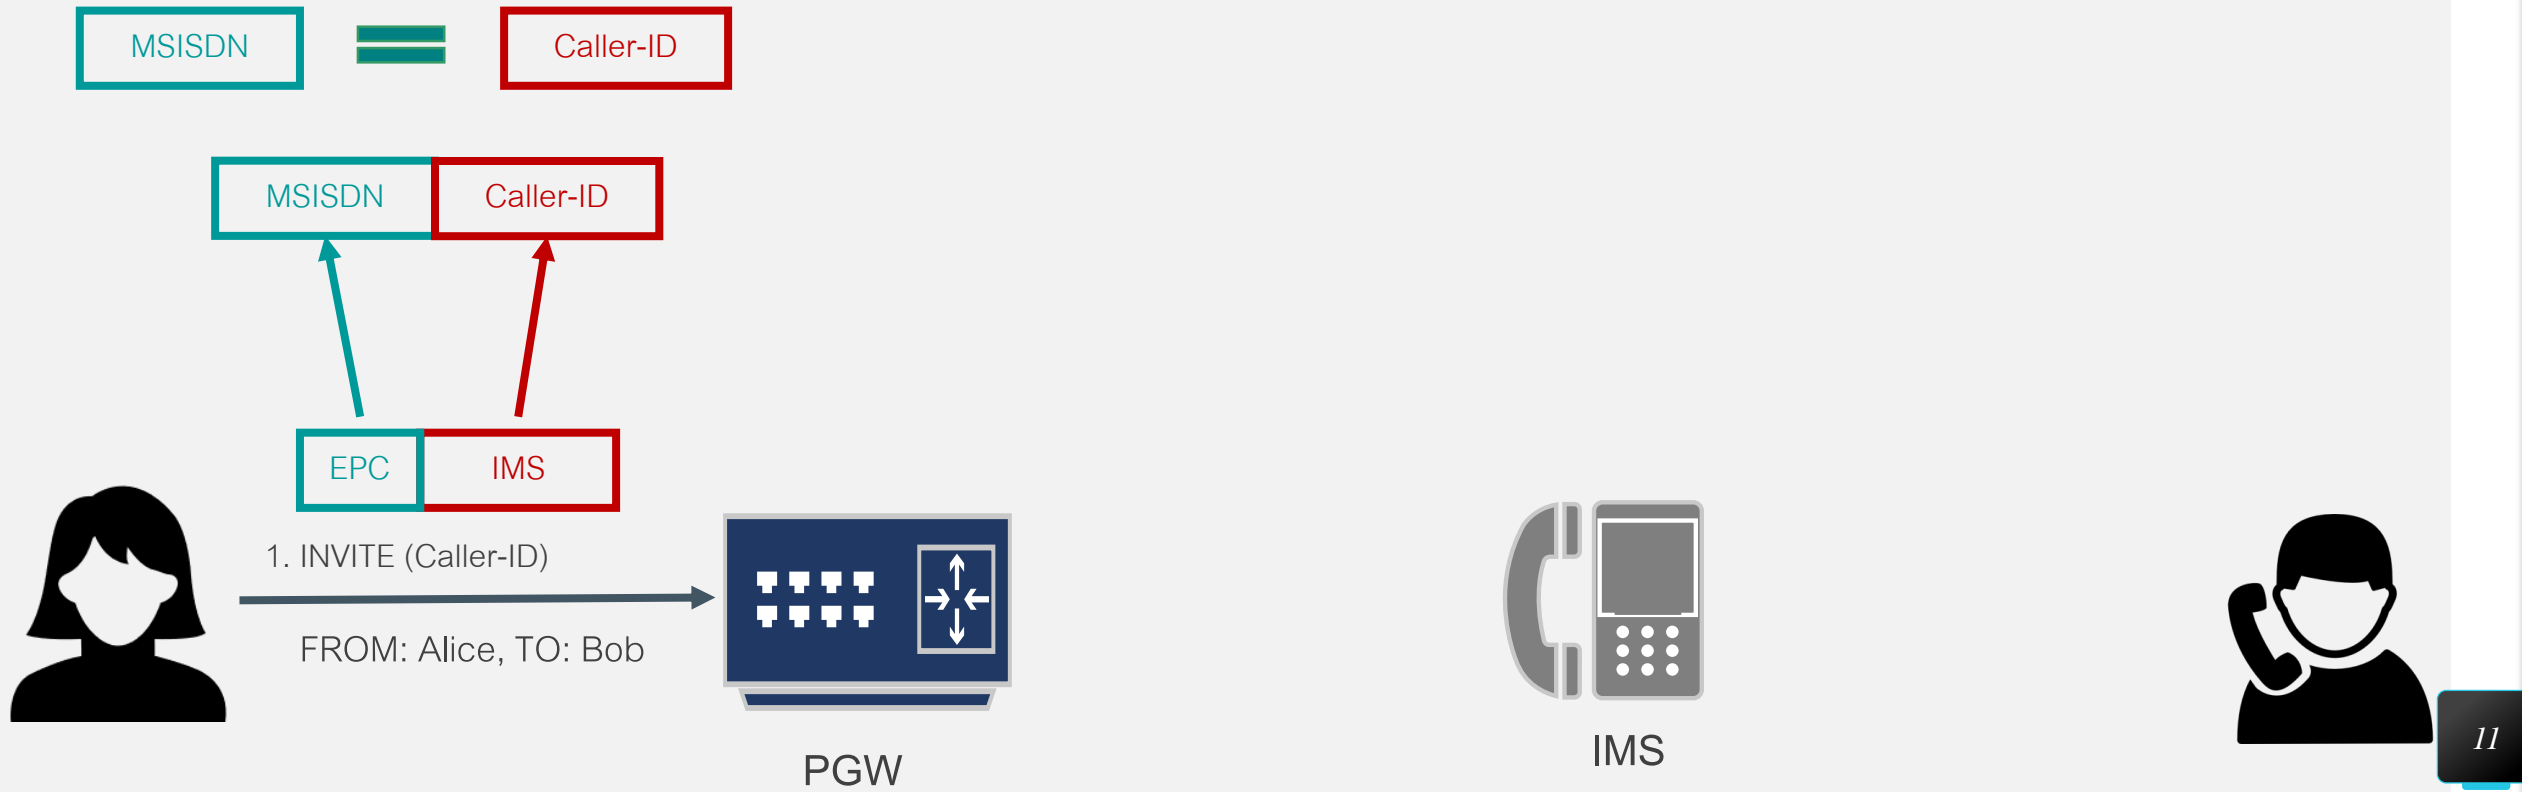 MSISDN
Caller-ID
MSISDN
Caller-ID
EPC
IMS
1. INVITE (Caller-ID)
FROM: Alice, TO: Bob
PGW
IMS
11